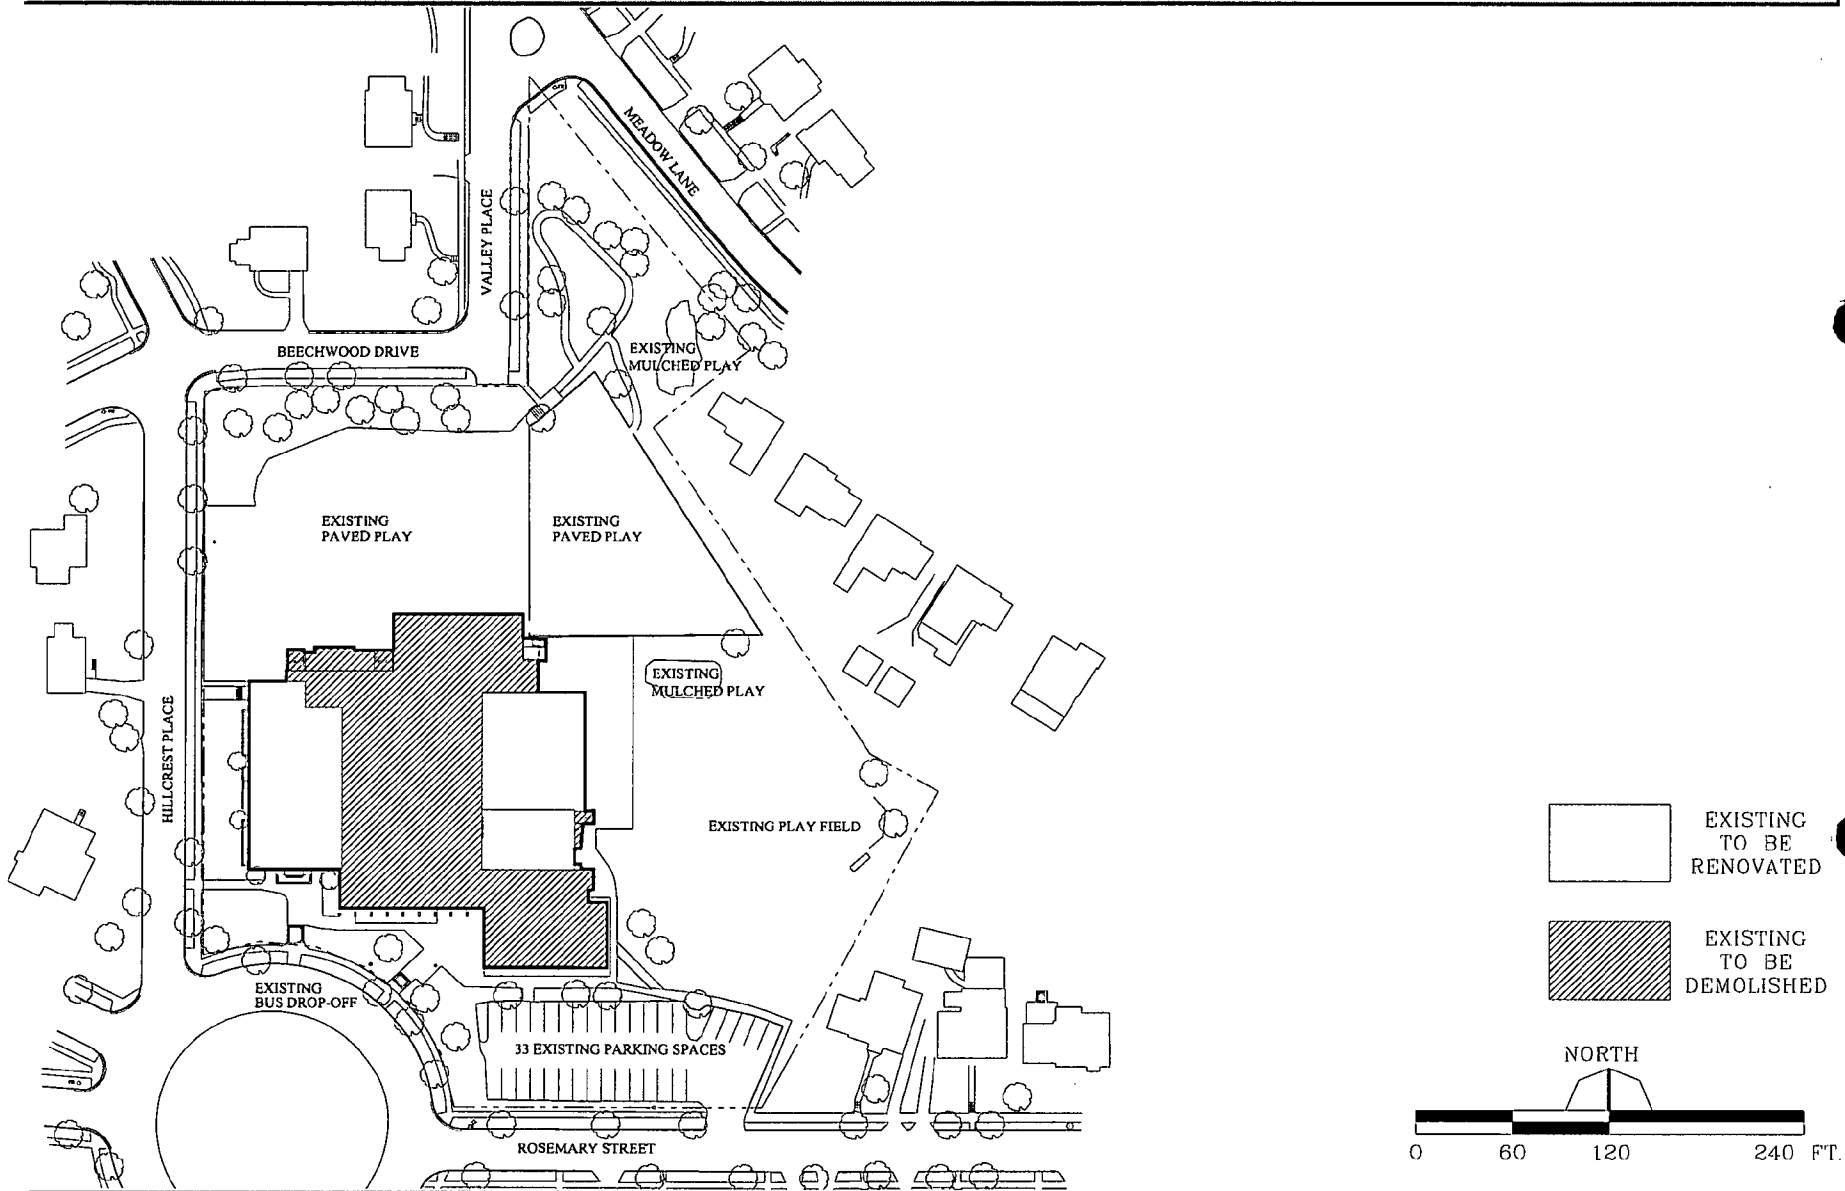 MEADOW LANE
VALLEY PLACE
BEECHWOOD DRIVE
EXISTING
MULCHED PLAY
EXISTING
PAVED PLAY
EXISTING
PAVED PLAY
EXISTING
MULCHED PLAY
HILLCREST PLACE
EXISTING PLAY FIELD
EXISTING
TO BE
RENOVATED
EXISTING
TO BE
DEMOLISHED
EXISTING
BUS DROP-OFF
33 EXISTING PARKING SPACES
ROSEMARY STREET
NORTH
0 60 120 240 FT.